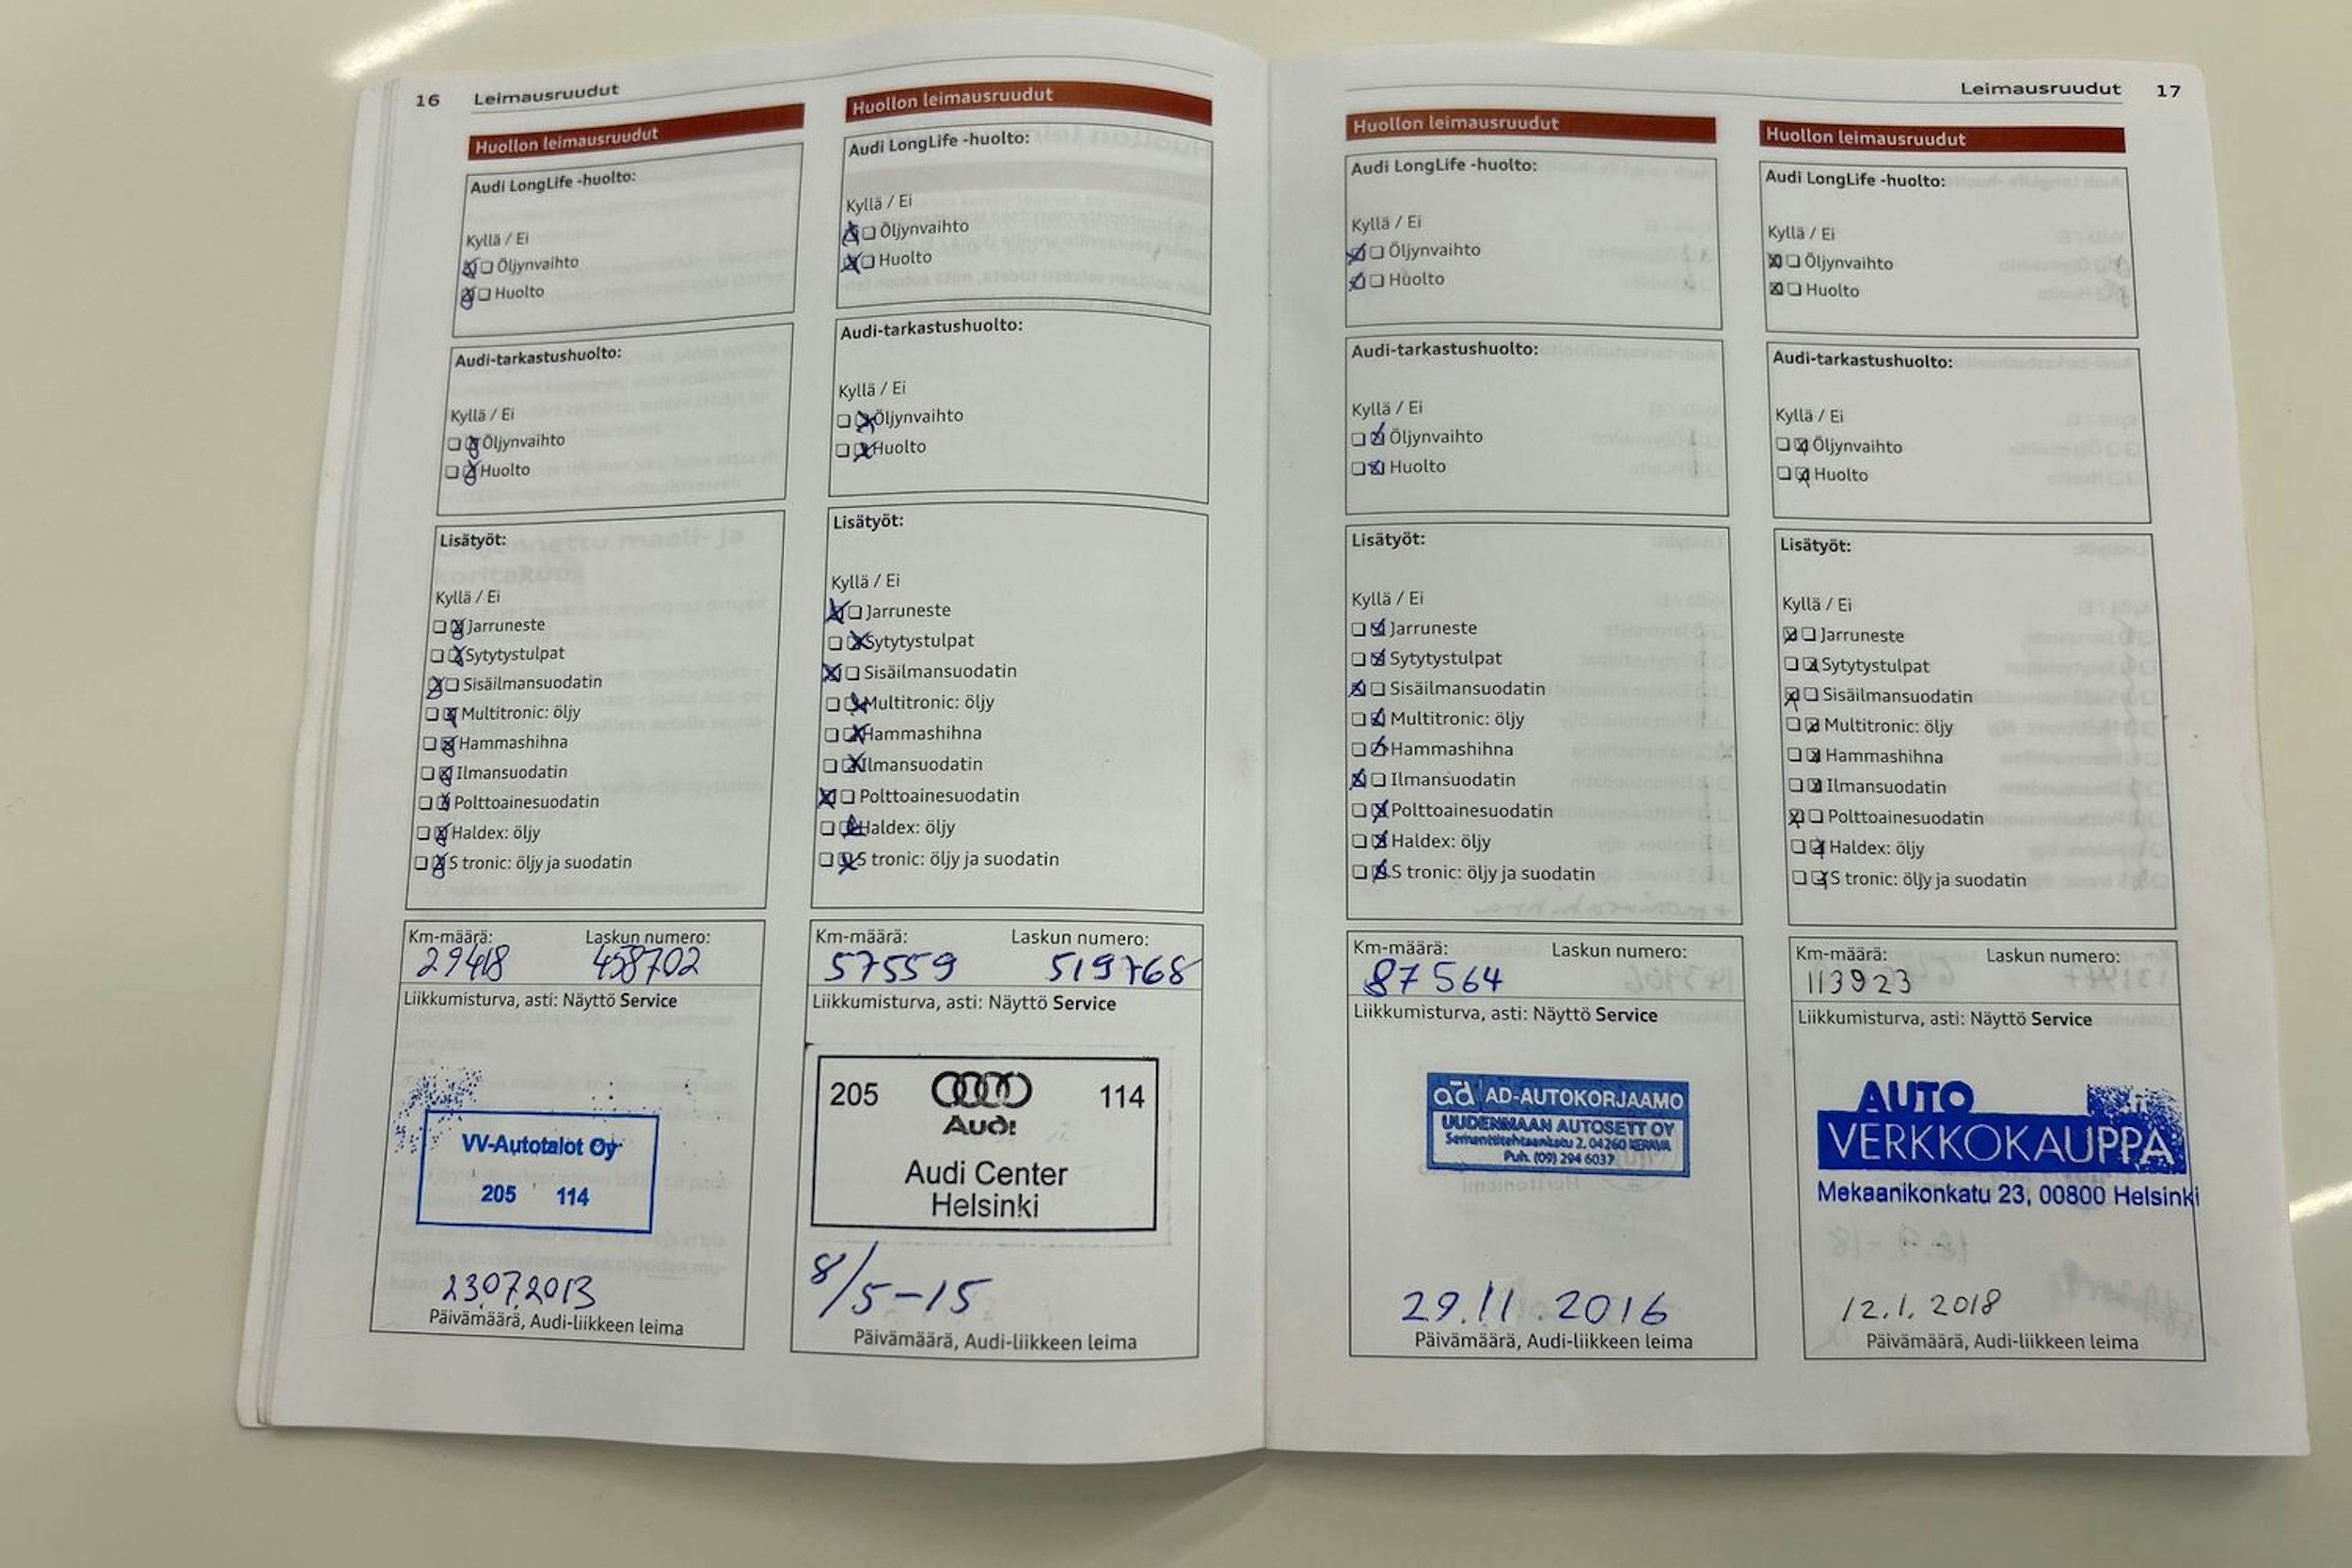 16 Leimausruudut
Huollon leimausruudut
Audi LongLife -huolto:
Kyllä / Ei
Öljynvaihto
Huolto
Audi-tarkastushuolto:
Kyllä / Ei
Öljynvaihto
Huolto
Lisätyöt:
Kyllä / Ei
Jarruneste
Sytytystulpat
Sisäilmansuodatin
Multitronic: öljy
Hammashihna
Ilmansuodatin
Polttoainesuodatin
Haldex: öljy
S tronic: öljy ja suodatin
Km-määrä: Laskun numero:
29418 458702
Liikkumisturva, asti: Näyttö Service
VV-Autotalot Oy
205 114
23.07.2013
Päivämäärä, Audi-liikkeen leima
Huollon leimausruudut
Audi LongLife -huolto:
Kyllä / Ei
Öljynvaihto
Huolto
Audi-tarkastushuolto:
Kyllä / Ei
Öljynvaihto
Huolto
Lisätyöt:
Kyllä / Ei
Jarruneste
Sytytystulpat
Sisäilmansuodatin
Multitronic: öljy
Hammashihna
Ilmansuodatin
Polttoainesuodatin
Haldex: öljy
S tronic: öljy ja suodatin
Km-määrä: Laskun numero:
57559 519768
Liikkumisturva, asti: Näyttö Service
205 114
Audi
Audi Center
Helsinki
8/5-15
Päivämäärä, Audi-liikkeen leima
Leimausruudut 17
Huollon leimausruudut
Audi LongLife -huolto:
Kyllä / Ei
Öljynvaihto
Huolto
Audi-tarkastushuolto:
Kyllä / Ei
Öljynvaihto
Huolto
Lisätyöt:
Kyllä / Ei
Jarruneste
Sytytystulpat
Sisäilmansuodatin
Multitronic: öljy
Hammashihna
Ilmansuodatin
Polttoainesuodatin
Haldex: öljy
S tronic: öljy ja suodatin
Km-määrä: Laskun numero:
87564
Liikkumisturva, asti: Näyttö Service
ad AD-AUTOKORJAAMO
UUDENMAAN AUTOSETT OY
Sementtitehtaankatu 2, 04260 KERAVA
Puh. (09) 294 6037
29.11.2016
Päivämäärä, Audi-liikkeen leima
Huollon leimausruudut
Audi LongLife -huolto:
Kyllä / Ei
Öljynvaihto
Huolto
Audi-tarkastushuolto:
Kyllä / Ei
Öljynvaihto
Huolto
Lisätyöt:
Kyllä / Ei
Jarruneste
Sytytystulpat
Sisäilmansuodatin
Multitronic: öljy
Hammashihna
Ilmansuodatin
Polttoainesuodatin
Haldex: öljy
S tronic: öljy ja suodatin
Km-määrä: Laskun numero:
113923
Liikkumisturva, asti: Näyttö Service
AUTO
VERKKOKAUPPA
Mekaanikonkatu 23, 00800 Helsinki
12.1.2018
Päivämäärä, Audi-liikkeen leima